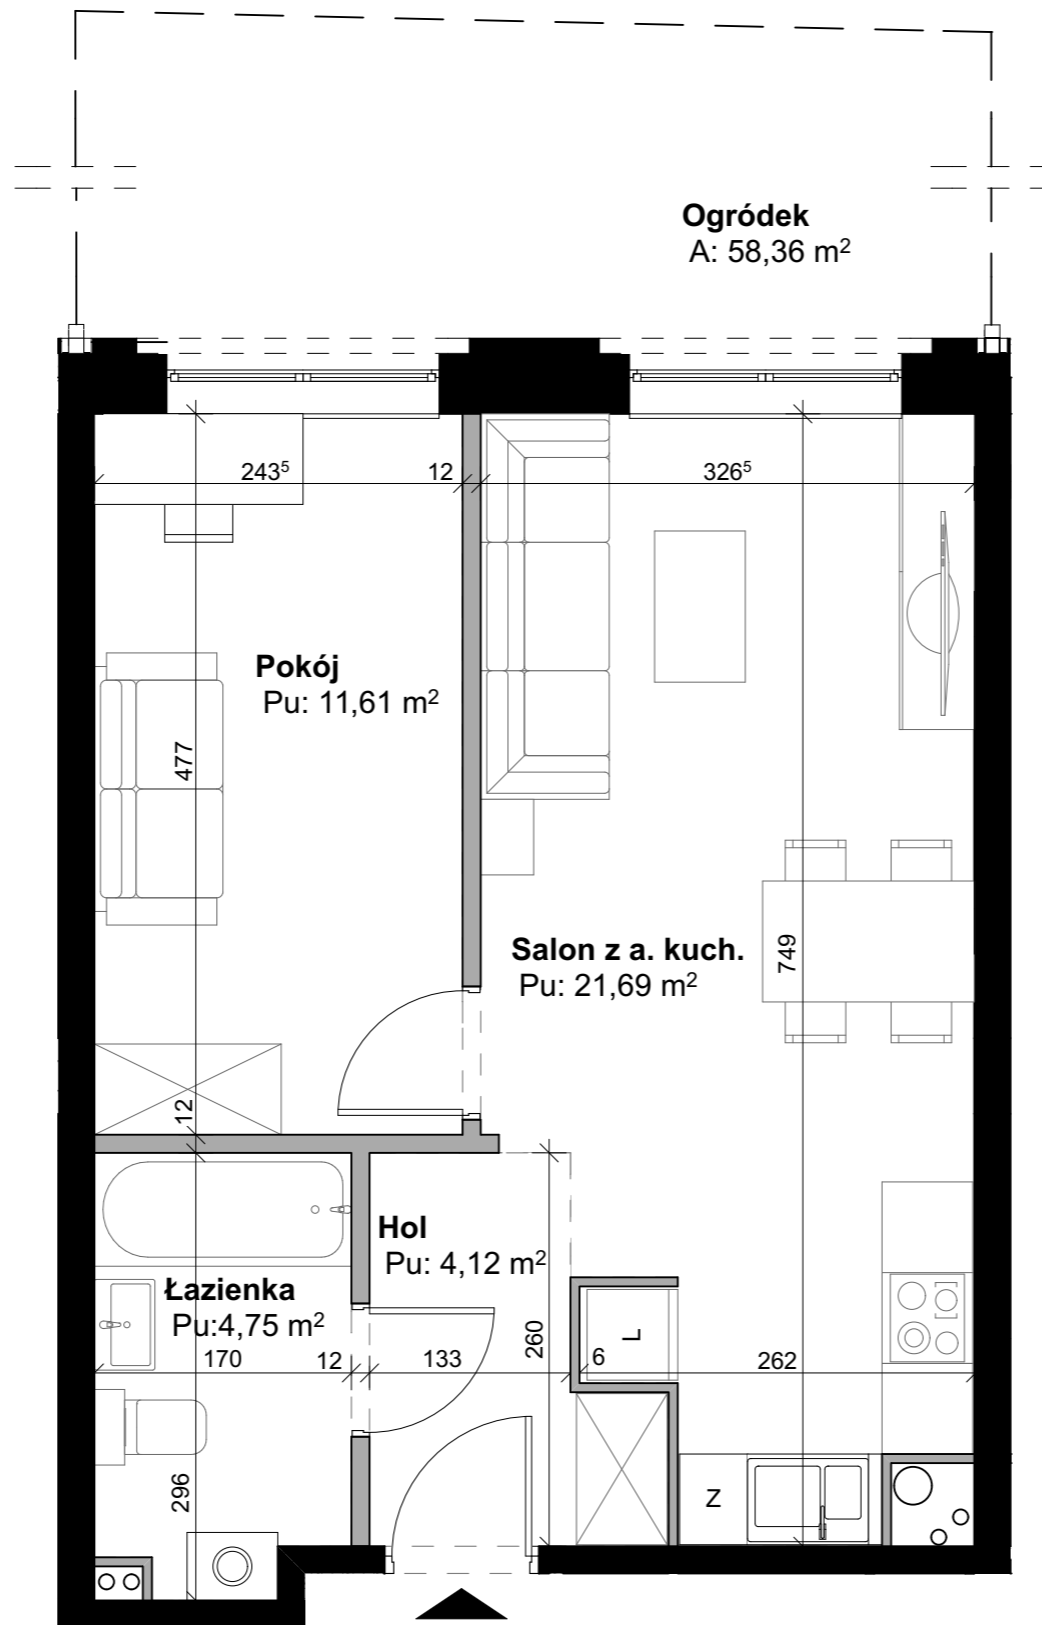 Ogródek
A: 58,36 m²
243⁵
12
326⁵
Pokój
Pu: 11,61 m²
477
Salon z a. kuch.
Pu: 21,69 m²
749
12
Hol
Pu: 4,12 m²
Łazienka
Pu:4,75 m²
170
12
133
260
L
6
262
296
Z